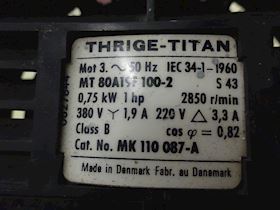 THRIGE-TITAN
Mot 3. ~ 50 Hz IEC 34-1-1960
MT 80A19F 100-2 S 43
0,75 kW 1 hp 2850 r/min
380 V Y 1,9 A 220 V △ 3,3 A
Class B cos φ = 0,82
Cat. No. MK 110 087-A
Made in Denmark Fabr. au Danemark